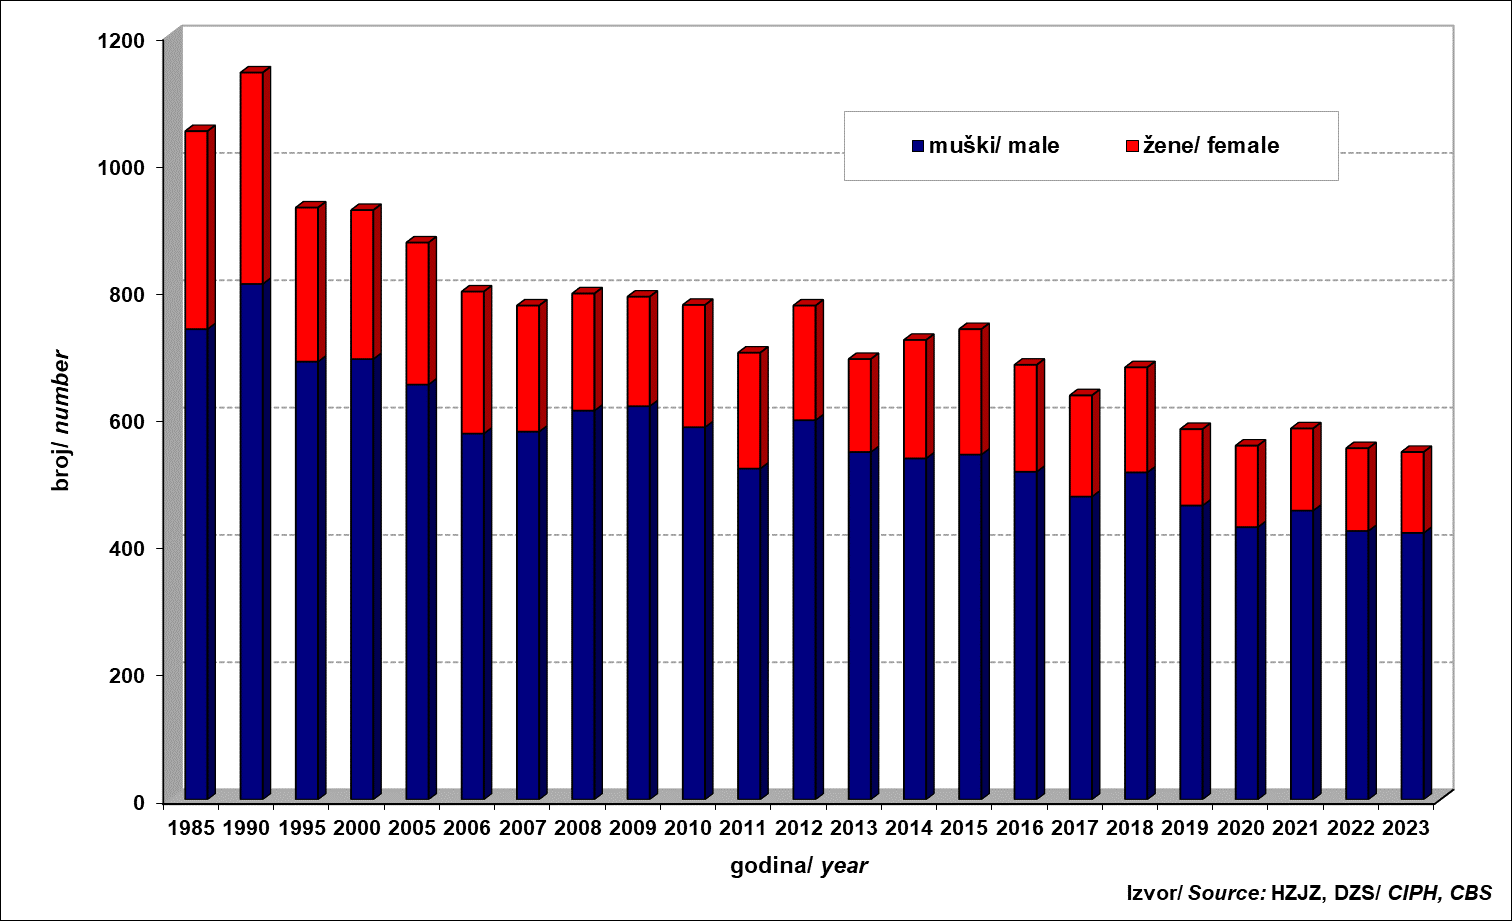 1200
1000
800
600
400
200
0
broj/ number
muški/ male
žene/ female
1985 1990 1995 2000 2005 2006 2007 2008 2009 2010 2011 2012 2013 2014 2015 2016 2017 2018 2019 2020 2021 2022 2023
godina/ year
Izvor/ Source: HZJZ, DZS/ CIPH, CBS